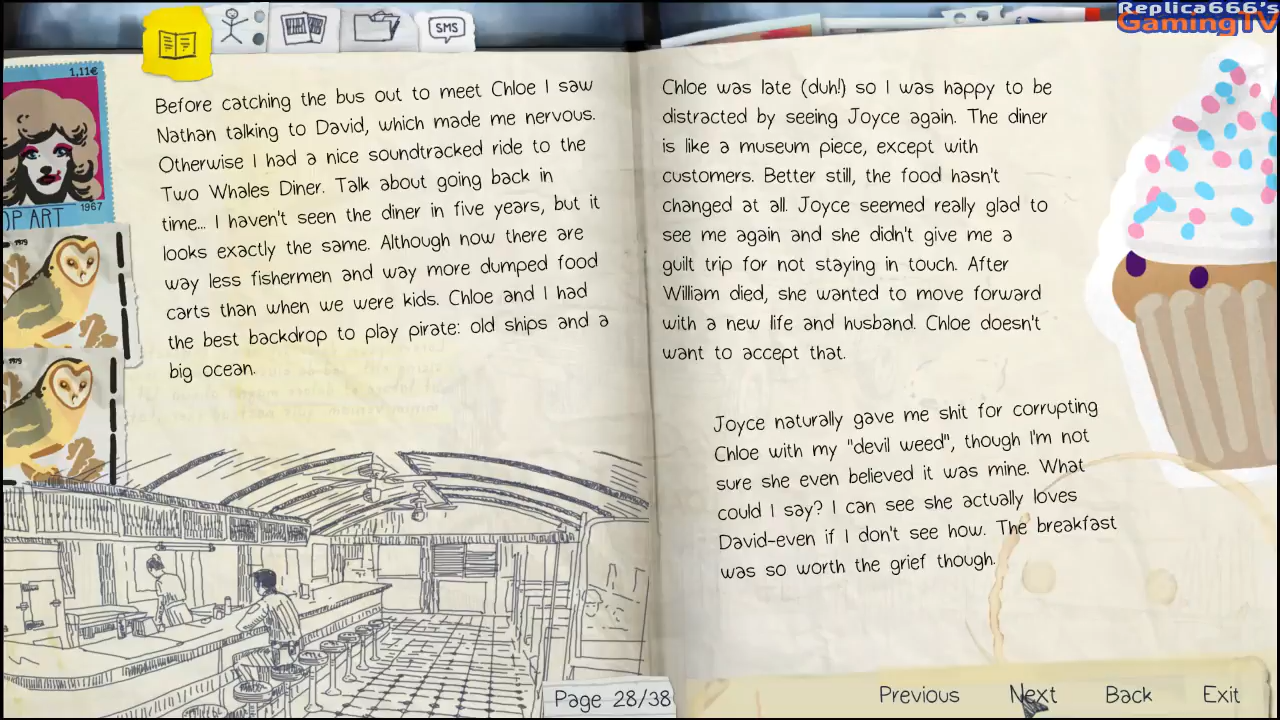 Replica666's
GamingTV
SMS
1,11€
OP ART
1967
1979
1979
Before catching the bus out to meet Chloe I saw
Nathan talking to David, which made me nervous.
Otherwise I had a nice soundtracked ride to the
Two Whales Diner. Talk about going back in
time... I haven't seen the diner in five years, but it
looks exactly the same. Although now there are
way less fishermen and way more dumped food
carts than when we were kids. Chloe and I had
the best backdrop to play pirate: old ships and a
big ocean.
Chloe was late (duh!) so I was happy to be
distracted by seeing Joyce again. The diner
is like a museum piece, except with
customers. Better still, the food hasn't
changed at all. Joyce seemed really glad to
see me again and she didn't give me a
guilt trip for not staying in touch. After
William died, she wanted to move forward
with a new life and husband. Chloe doesn't
want to accept that.
Joyce naturally gave me shit for corrupting
Chloe with my "devil weed", though I'm not
sure she even believed it was mine. What
could I say? I can see she actually loves
David-even if I don't see how. The breakfast
was so worth the grief though.
Page 28/38
Previous
Next
Back
Exit